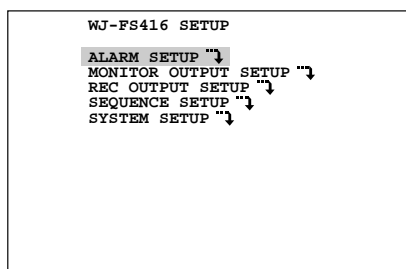 WJ-FS416 SETUP
ALARM SETUP
MONITOR OUTPUT SETUP
REC OUTPUT SETUP
SEQUENCE SETUP
SYSTEM SETUP